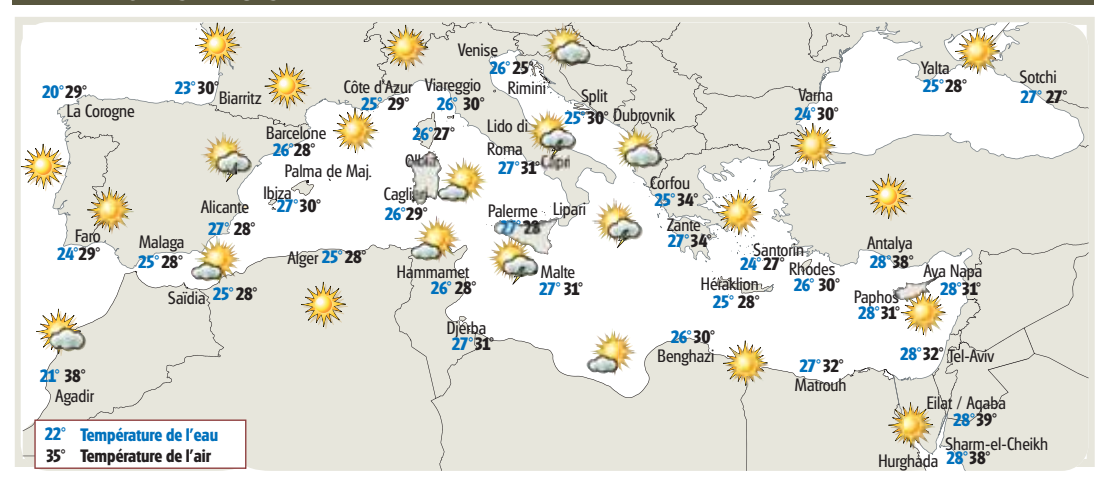 20° 29°
La Corogne
23° 30°
Biarritz
Côte d'Azur
25° 29°
Viareggio
26° 30°
Venise
26° 25°
Rimini
Split
25° 30°
Dubrovnik
Varna
24° 30°
Yalta
25° 28°
Sotchi
27° 27°
Barcelone
26° 28°
Palma de Maj.
Ibiza
27° 30°
26° 27°
Olbia
Cagliari
26° 29°
Lido di
Roma
27° 31°
Capri
Corfou
25° 34°
Zante
27° 34°
Alicante
27° 28°
Palerme
27° 28
Lipari
Faro
24° 29°
Malaga
25° 28°
Saïdia
25° 28°
Alger 25° 28°
Hammamet
26° 28°
Malte
27° 31°
Santorin
24° 27°
Rhodes
26° 30°
Héraklion
25° 28°
Antalya
28° 38°
Aya Napa
28° 31°
Paphos
28° 31°
Djerba
27° 31°
26° 30°
Benghazi
27° 32°
Matrouh
28° 32°
Tel-Aviv
21° 38°
Agadir
Eilat / Aqaba
28° 39°
Sharm-el-Cheikh
28° 38°
Hurghada
22° Température de l'eau
35° Température de l'air